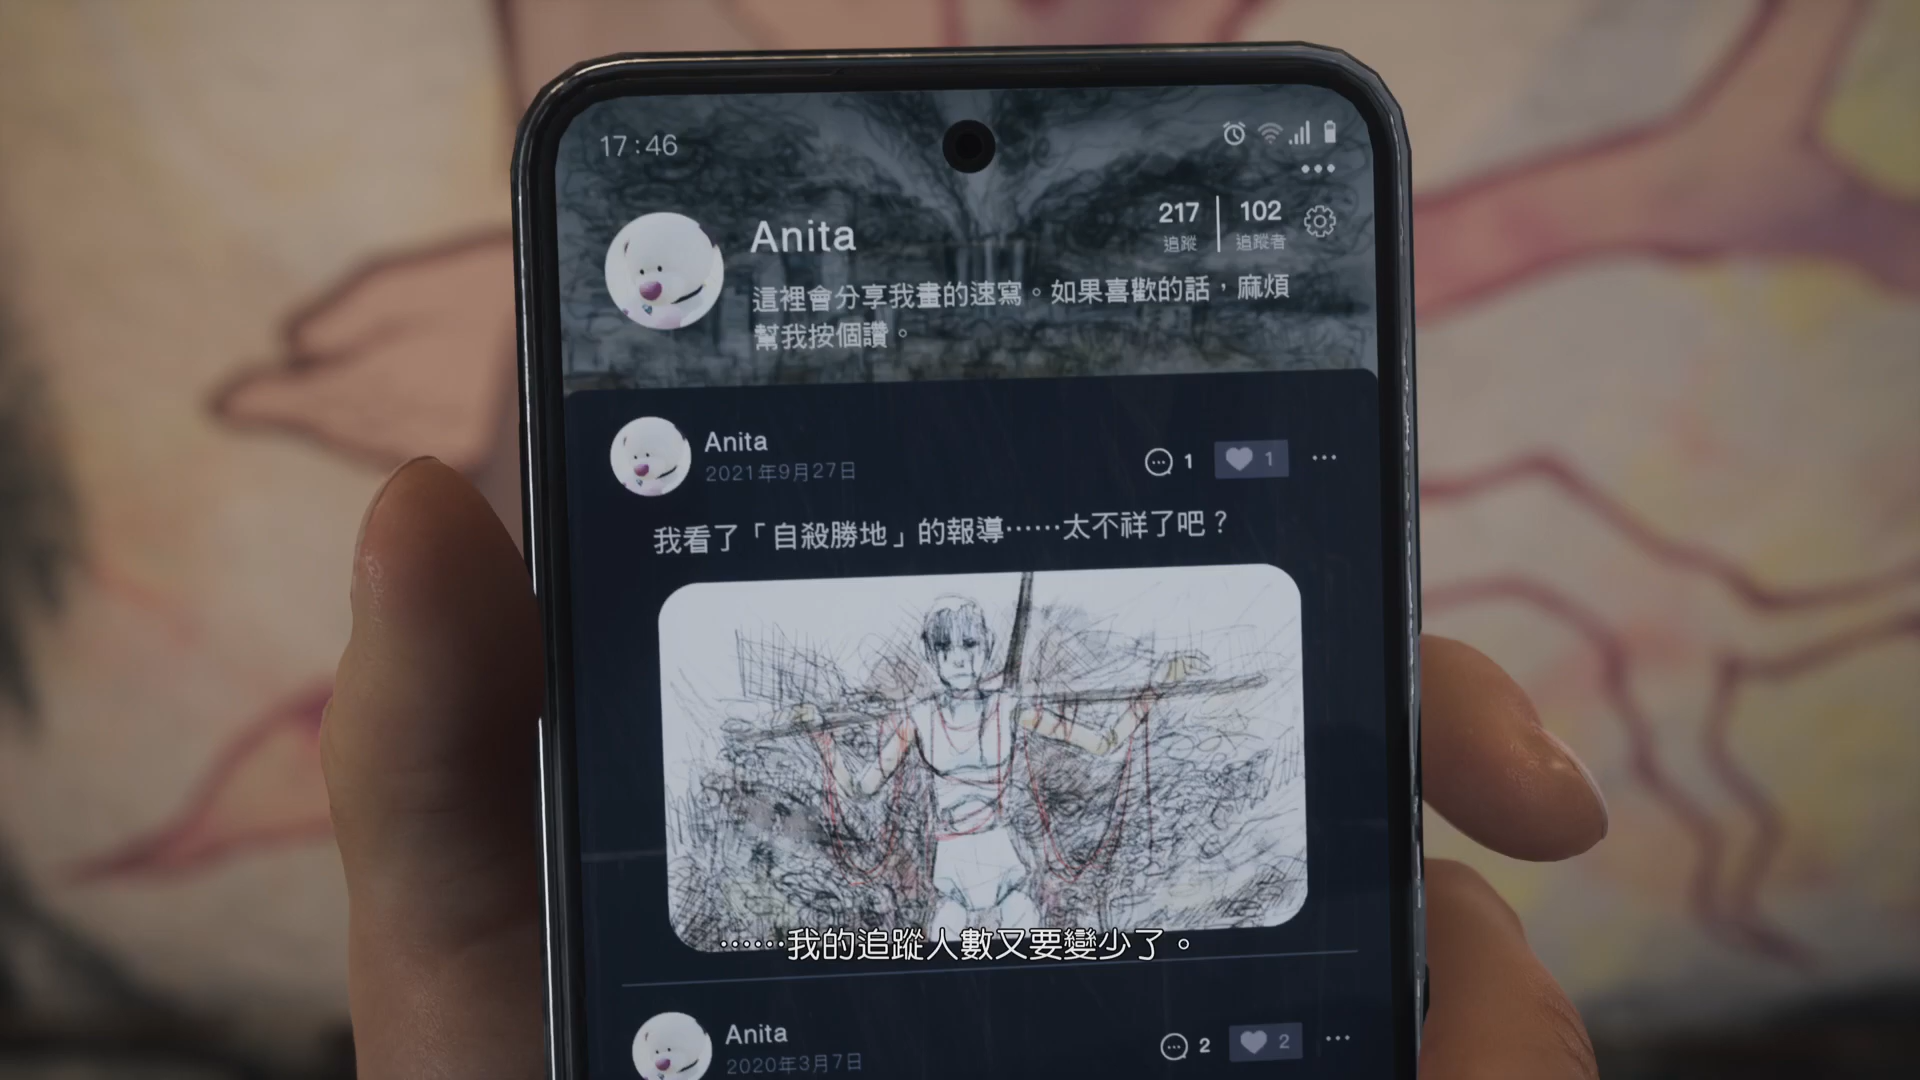 17:46
Anita
217
102
追蹤
追蹤者
這裡會分享我畫的速寫。如果喜歡的話，麻煩
幫我按個讚。
Anita
2021年9月27日
1
1
我看了「自殺勝地」的報導……太不祥了吧？
……我的追蹤人數又要變少了。
Anita
2020年3月7日
2
2